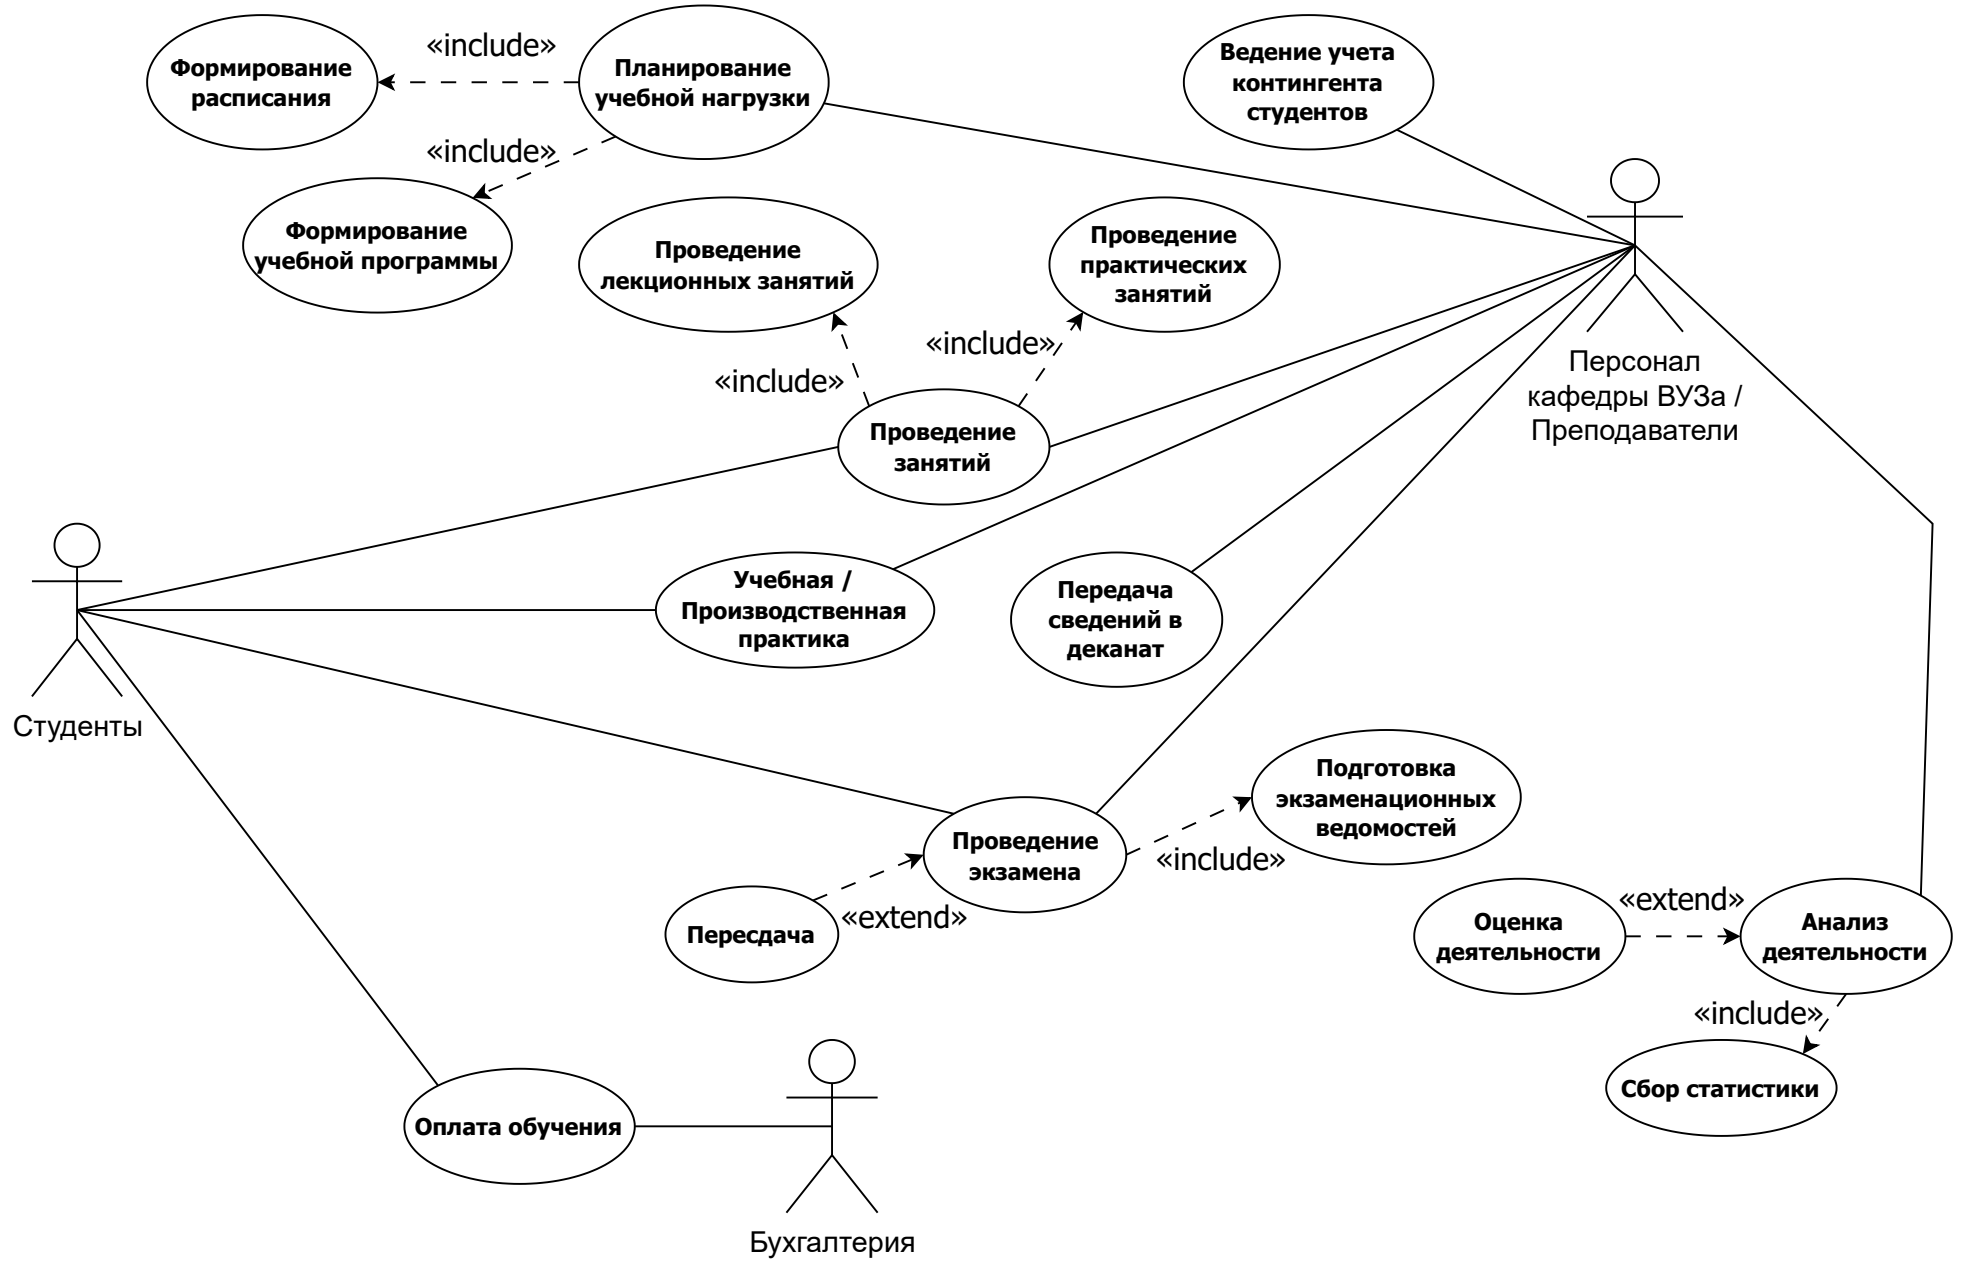 «include»
Формирование
расписания
Планирование
учебной нагрузки
Ведение учета
контингента
студентов
«include»
Формирование
учебной программы
Проведение
лекционных занятий
Проведение
практических
занятий
«include»
«include»
Персонал
кафедры ВУЗа /
Преподаватели
Проведение
занятий
Учебная /
Производственная
практика
Передача
сведений в
деканат
Студенты
Подготовка
экзаменационных
ведомостей
Проведение
экзамена
«include»
«extend»
Пересдача
«extend»
Оценка
деятельности
Анализ
деятельности
«include»
Сбор статистики
Оплата обучения
Бухгалтерия